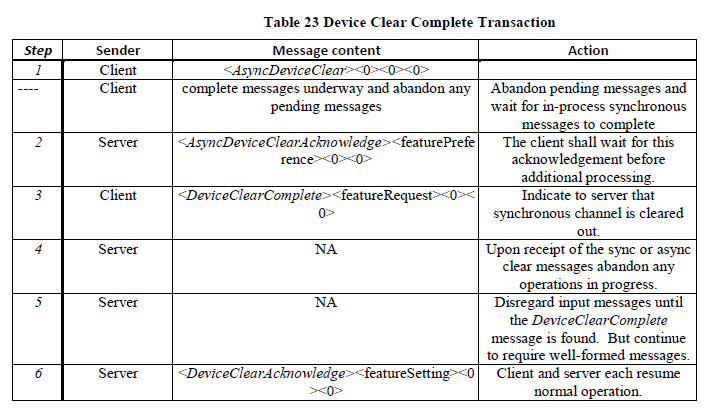 Table 23 Device Clear Complete Transaction
Step Sender Message content Action
1 Client <AsyncDeviceClear><0><0><0>
---- Client complete messages underway and abandon any Abandon pending messages and
pending messages wait for in-process synchronous
messages to complete
2 Server <AsyncDeviceClearAcknowledge><featurePrefe The client shall wait for this
rence><0><0> acknowledgement before
additional processing.
3 Client <DeviceClearComplete><featureRequest><0>< Indicate to server that
0> synchronous channel is cleared
out.
4 Server NA Upon receipt of the sync or async
clear messages abandon any
operations in progress.
5 Server NA Disregard input messages until
the DeviceClearComplete
message is found. But continue
to require well-formed messages.
6 Server <DeviceClearAcknowledge><featureSetting><0 Client and server each resume
><0> normal operation.